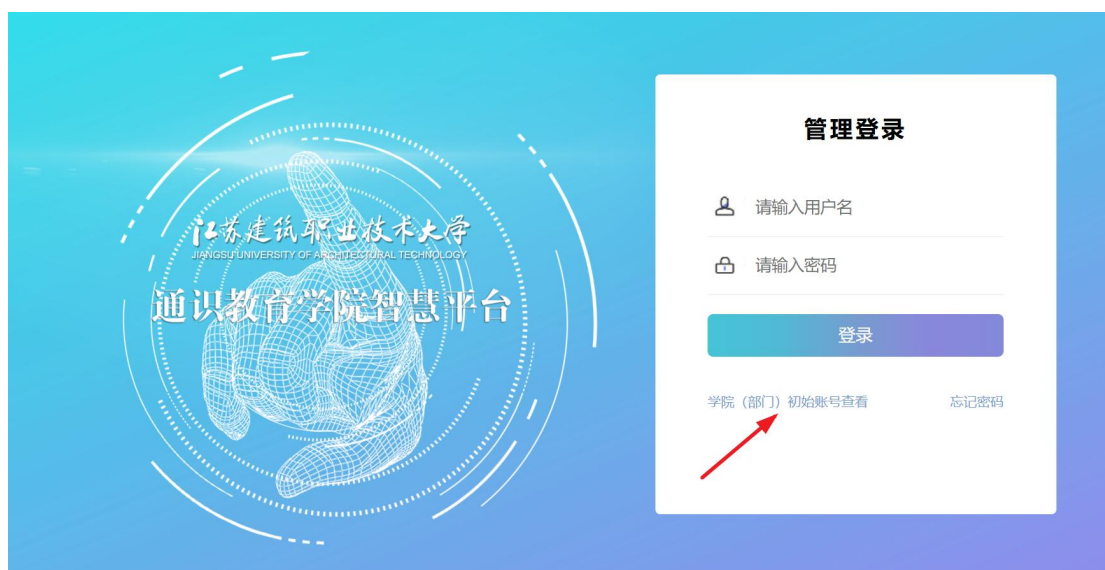 江苏建筑职业技术大学
JIANGSU UNIVERSITY OF ARCHITECTURAL TECHNOLOGY
通识教育学院智慧平台
管理登录
请输入用户名
请输入密码
登录
学院（部门）初始账号查看
忘记密码